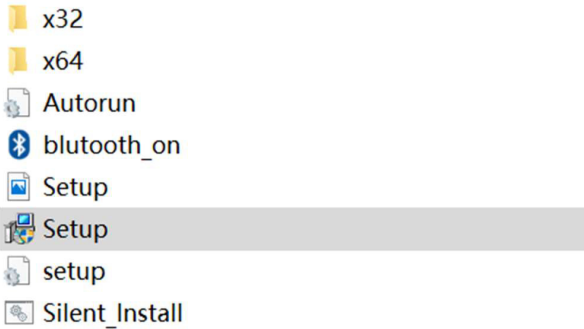 x32
x64
Autorun
blutooth_on
Setup
Setup
setup
Silent_Install